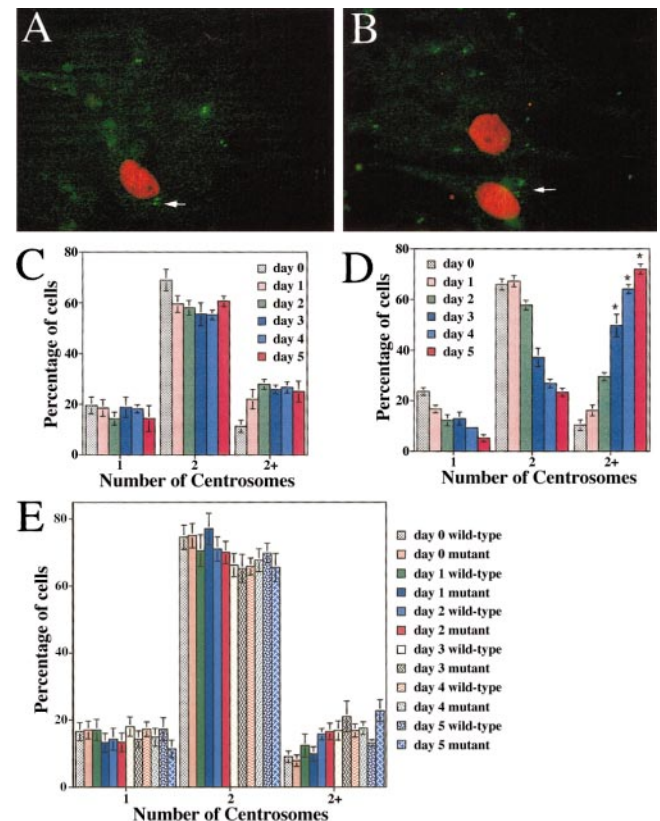 A
B
C
Percentage of cells
80
60
40
20
0
day 0
day 1
day 2
day 3
day 4
day 5
1
2
2+
Number of Centrosomes
D
Percentage of cells
80
60
40
20
0
day 0
day 1
day 2
day 3
day 4
day 5
*
*
*
1
2
2+
Number of Centrosomes
E
Percentage of cells
80
60
40
20
0
1
2
2+
Number of Centrosomes
day 0 wild-type
day 0 mutant
day 1 wild-type
day 1 mutant
day 2 wild-type
day 2 mutant
day 3 wild-type
day 3 mutant
day 4 wild-type
day 4 mutant
day 5 wild-type
day 5 mutant